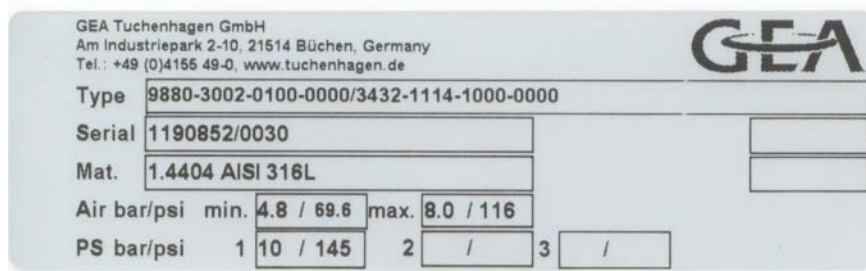 GEA Tuchenhagen GmbH
Am Industriepark 2-10, 21514 Büchen, Germany
Tel.: +49 (0)4155 49-0, www.tuchenhagen.de
GEA
Type 9880-3002-0100-0000/3432-1114-1000-0000
Serial 1190852/0030
Mat. 1.4404 AISI 316L
Air bar/psi min. 4.8 / 69.6 max. 8.0 / 116
PS bar/psi 1 10 / 145 2 / 3 /